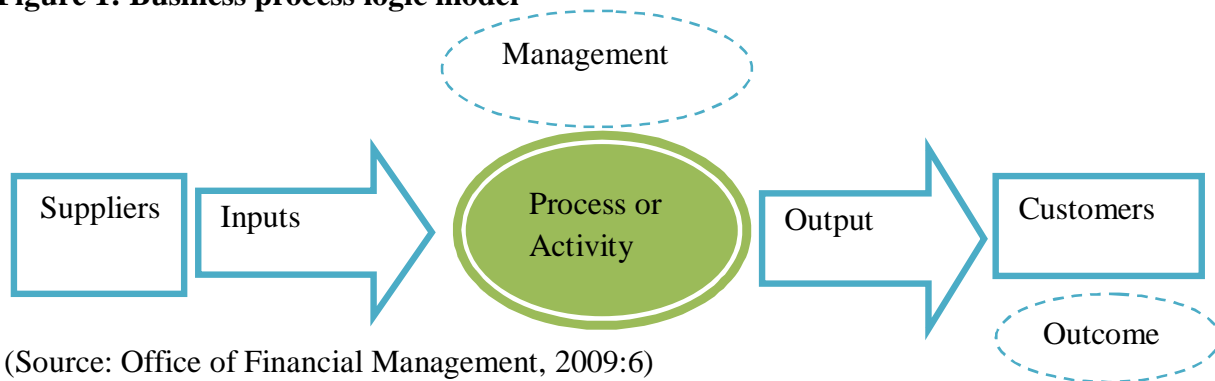 Figure 1: Business process logic model
Management
Suppliers
Inputs
Process or
Activity
Output
Customers
Outcome
(Source: Office of Financial Management, 2009:6)